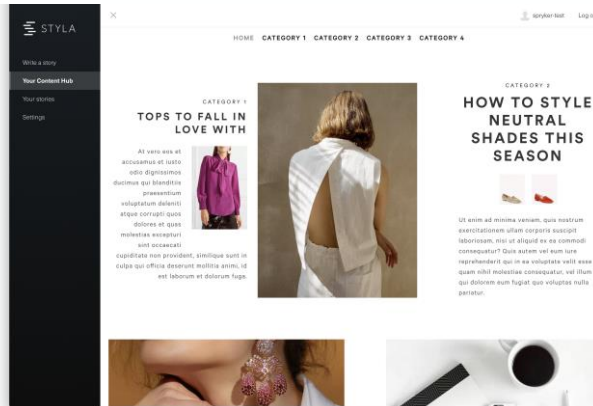 STYLA
Write a story
Your Content Hub
Your stories
Settings
spryker-test
HOME CATEGORY 1 CATEGORY 2 CATEGORY 3 CATEGORY 4
CATEGORY 1
TOPS TO FALL IN
LOVE WITH
At vero eos et
accusamus et iusto
odio dignissimos
ducimus qui blanditiis
praesentium
voluptatum deleniti
atque corrupti quos
dolores et quas
molestias excepturi
sint occaecati
cupiditate non provident, similique sunt in
culpa qui officia deserunt mollitia animi, id
est laborum et dolorum fuga.
CATEGORY 2
HOW TO STYLE
NEUTRAL
SHADES THIS
SEASON
Ut enim ad minima veniam, quis nostrum
exercitationem ullam corporis suscipit
laboriosam, nisi ut aliquid ex ea commodi
consequatur? Quis autem vel eum iure
reprehenderit qui in ea voluptate velit esse
quam nihil molestiae consequatur, vel illum
qui dolorem eum fugiat quo voluptas nulla
pariatur.